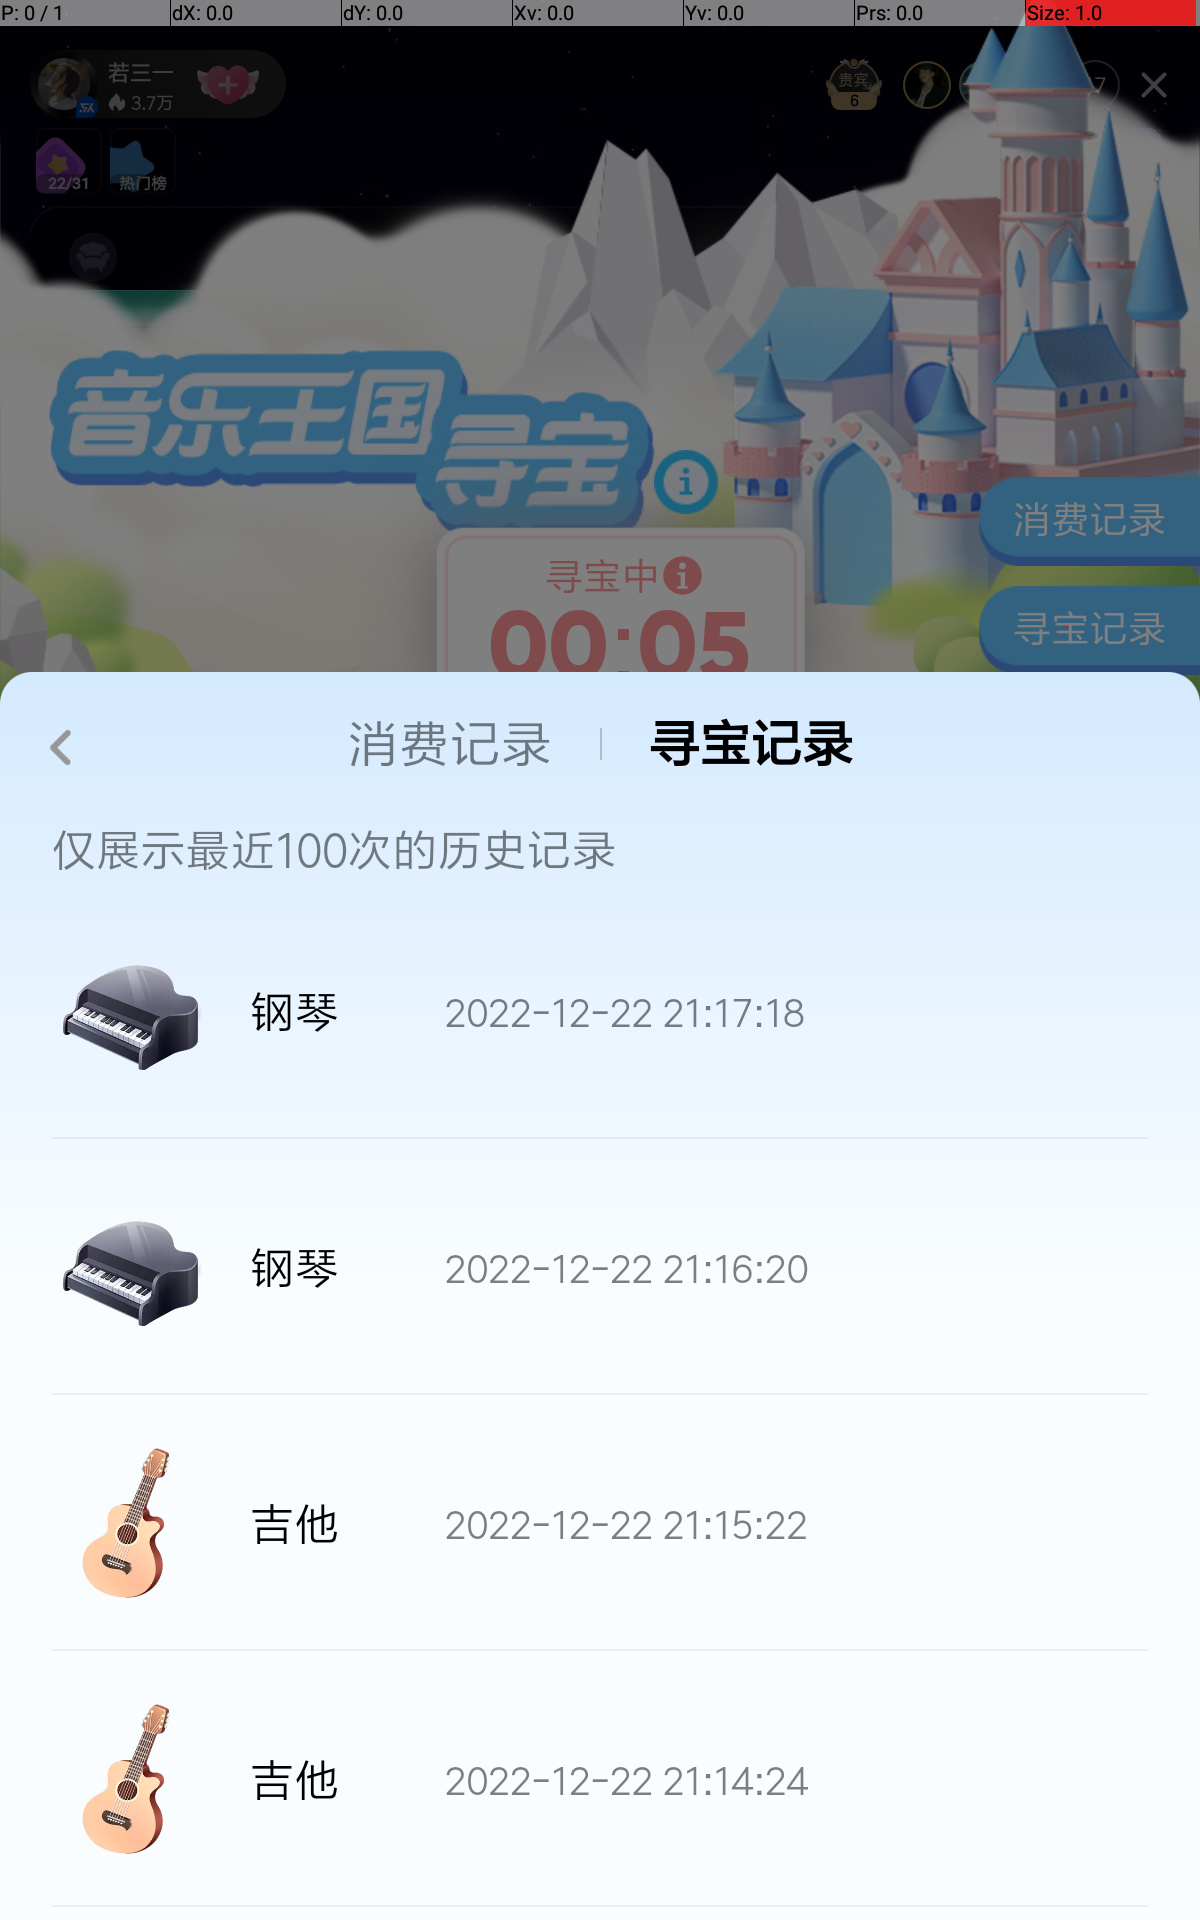 P: 0 / 1
dX: 0.0
dY: 0.0
Xv: 0.0
Yv: 0.0
Prs: 0.0
Size: 1.0
若三一
3.7万
贵宾
6
7
22/31
热门榜
音乐王国
寻宝
消费记录
寻宝中
00:05
寻宝记录
消费记录
寻宝记录
仅展示最近100次的历史记录
钢琴
2022-12-22 21:17:18
钢琴
2022-12-22 21:16:20
吉他
2022-12-22 21:15:22
吉他
2022-12-22 21:14:24